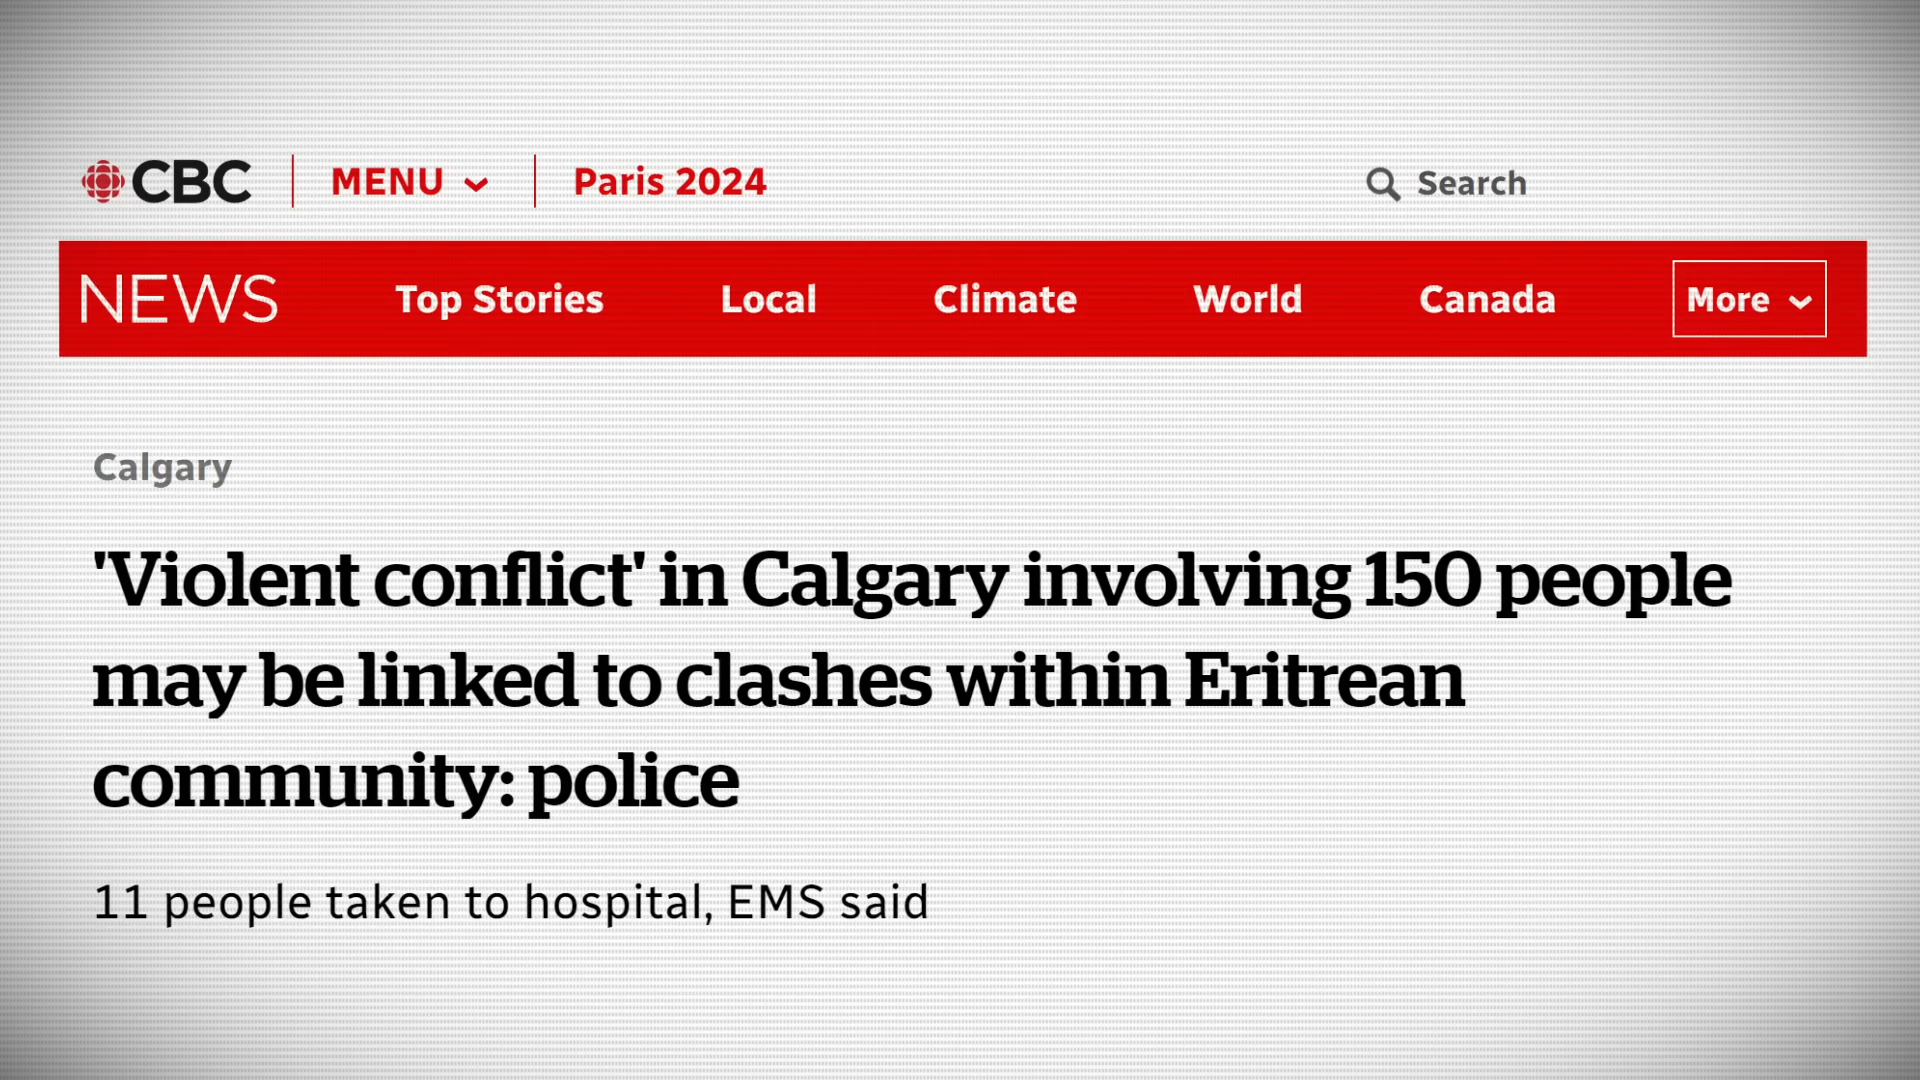 CBC MENU Paris 2024 Search
NEWS Top Stories Local Climate World Canada More
Calgary
'Violent conflict' in Calgary involving 150 people
may be linked to clashes within Eritrean
community: police
11 people taken to hospital, EMS said